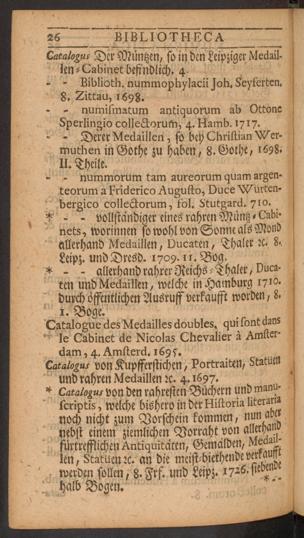 26 BIBLIOTHECA
Catalogus Der Müntzen, so in den Leipziger Medail-
len-Cabinet befindlich. 4
- - Biblioth. nummophylacii Joh. Seyferten.
8. Zittau, 1698.
- - numismatum antiquorum ab Ottone
Sperlingio collectorum, 4. Hamb. 1717.
- - Derer Medaillen, so bey Christian Wer-
muthen in Gothe zu haben, 8. Gothe, 1698.
II. Theile.
- - nummorum tam aureorum quam argen-
teorum a Friderico Augusto, Duce Würten-
bergico collectorum, fol. Stutgard. 710.
* - - vollständiger eines rahren Müntz-Cabi-
nets, worinnen so wohl von Sonne als Mond
allerhand Medaillen, Ducaten, Thaler ꝛc. 8.
Leipz. und Dresd. 1709. 11. Bog.
* - - allerhand rahrer Reichs-Thaler, Duca-
ten und Medaillen, welche in Hamburg 1710.
durch öffentlichen Ausruff verkaufft worden, 8.
1. Boge.
Catalogue des Medailles doubles, qui sont dans
le Cabinet de Nicolas Chevalier à Amster-
dam, 4. Amsterd. 1695.
Catalogus von Kupfferstichen, Portraiten, Statuen
und rahren Medaillen ꝛc. 4. 1697.
* Catalogus von den rahresten Büchern und manu-
scriptis, welche bishero in der Historia literaria
noch nicht zum Vorschein kommen, nun aber
nebst einem ziemlichen Vorraht von allerhand
fürtrefflichen Antiquitäten, Gemälden, Medail-
len, Statuen ꝛc. an die meist-biethende verkaufft
werden sollen, 8. Frf. und Leipz. 1726. siebende
halb Bogen. * - -